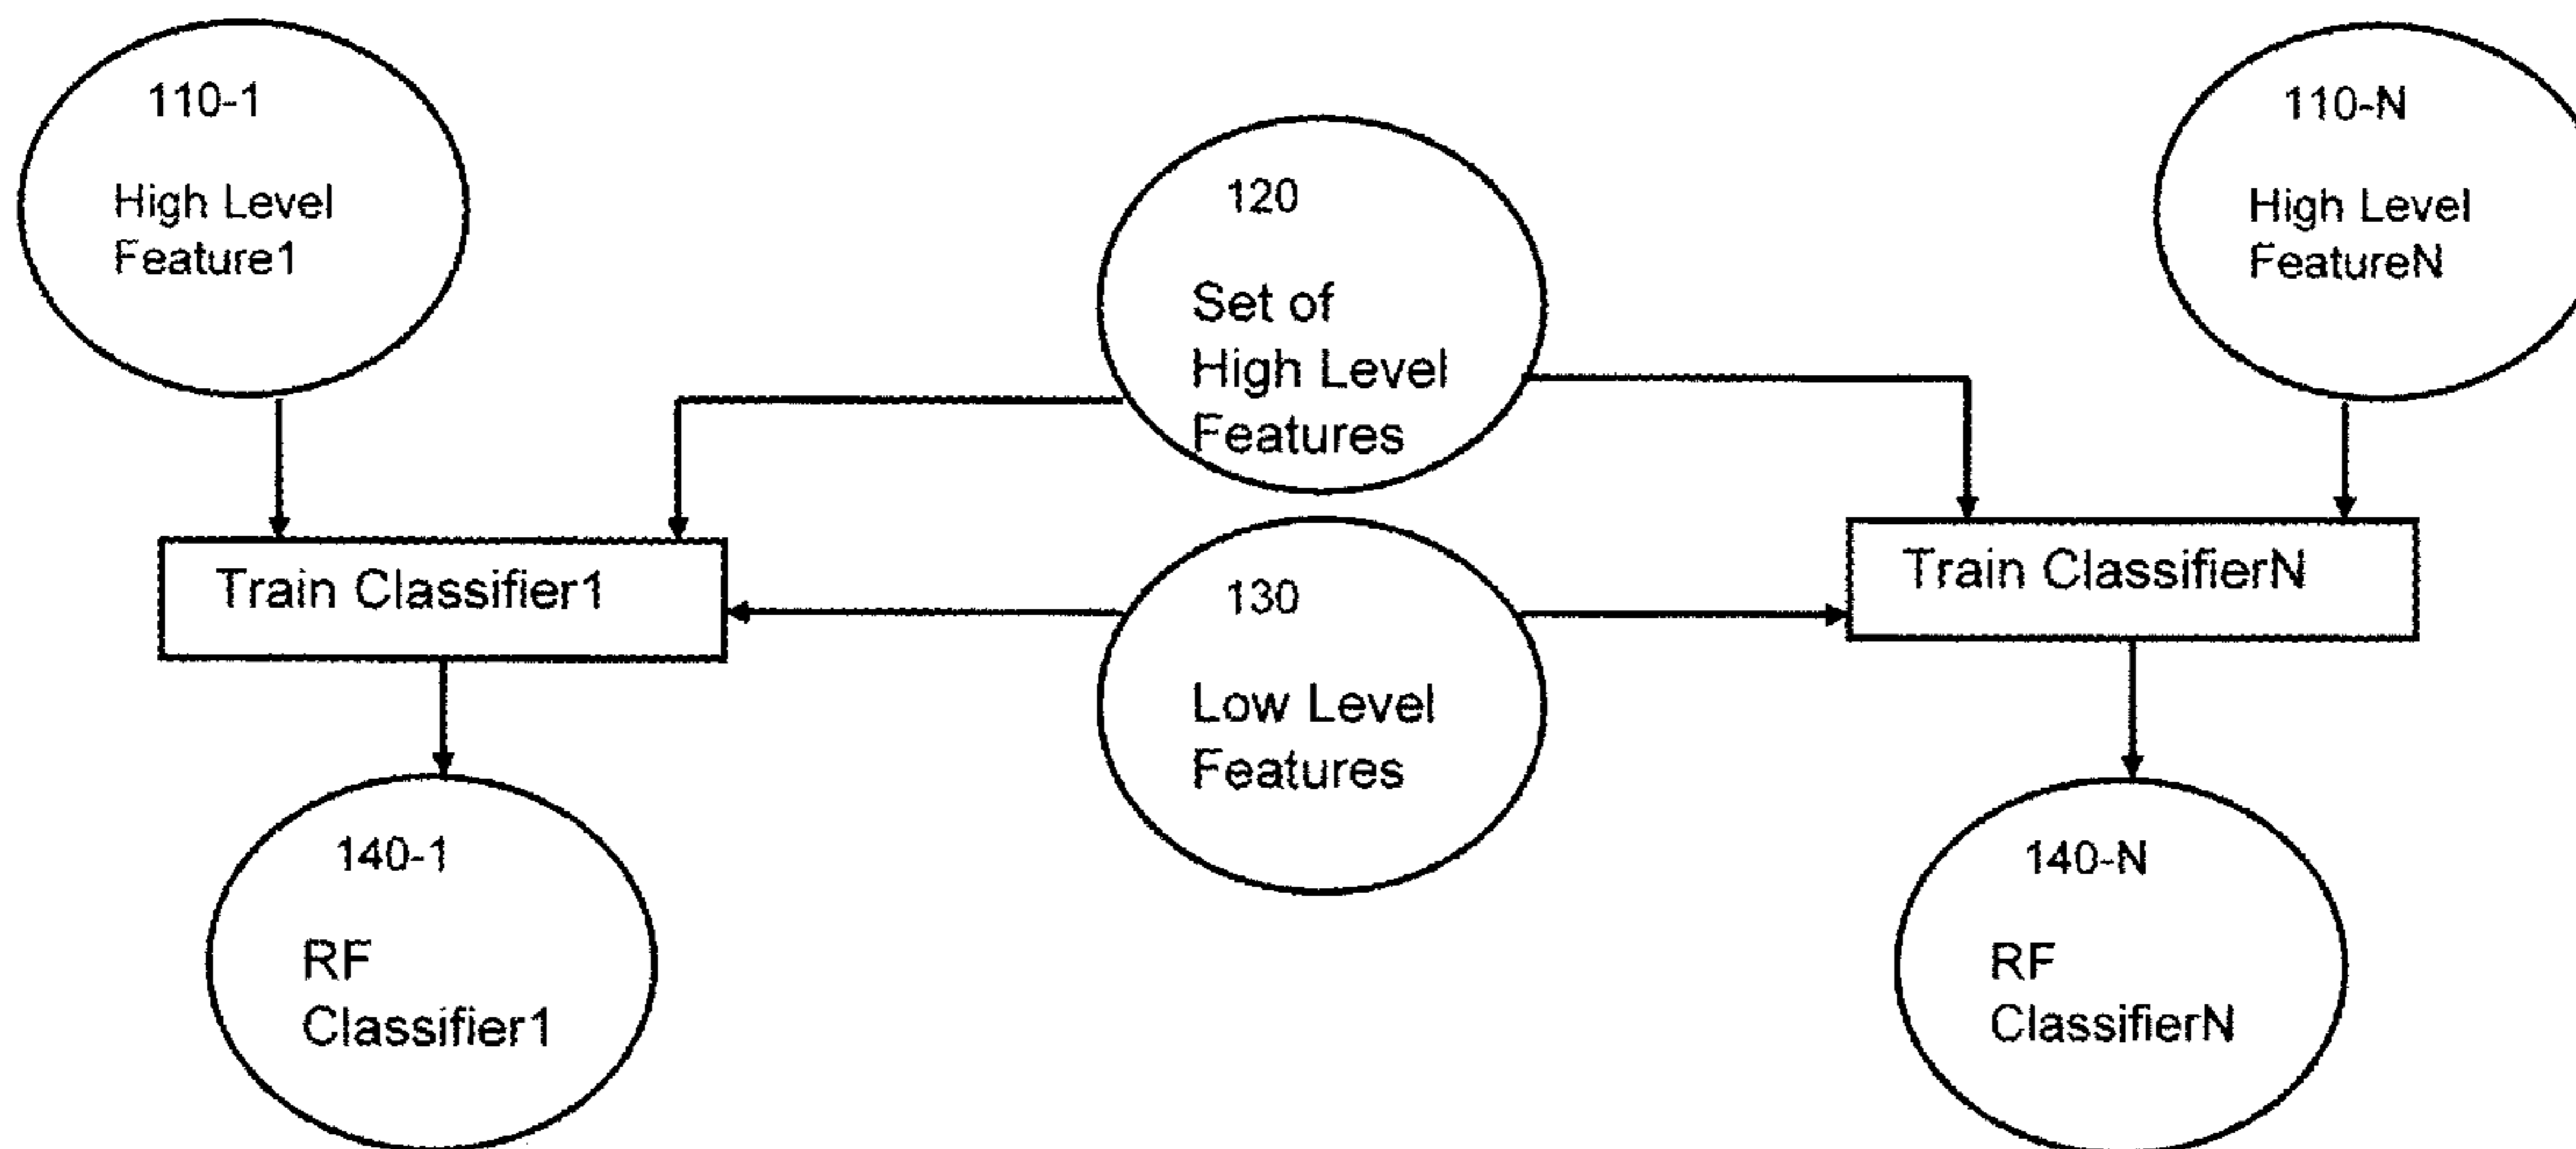 110-1
High Level
Feature1
120
Set of
High Level
Features
110-N
High Level
FeatureN
Train Classifier1
130
Low Level
Features
Train ClassifierN
140-1
RF
Classifier1
140-N
RF
ClassifierN